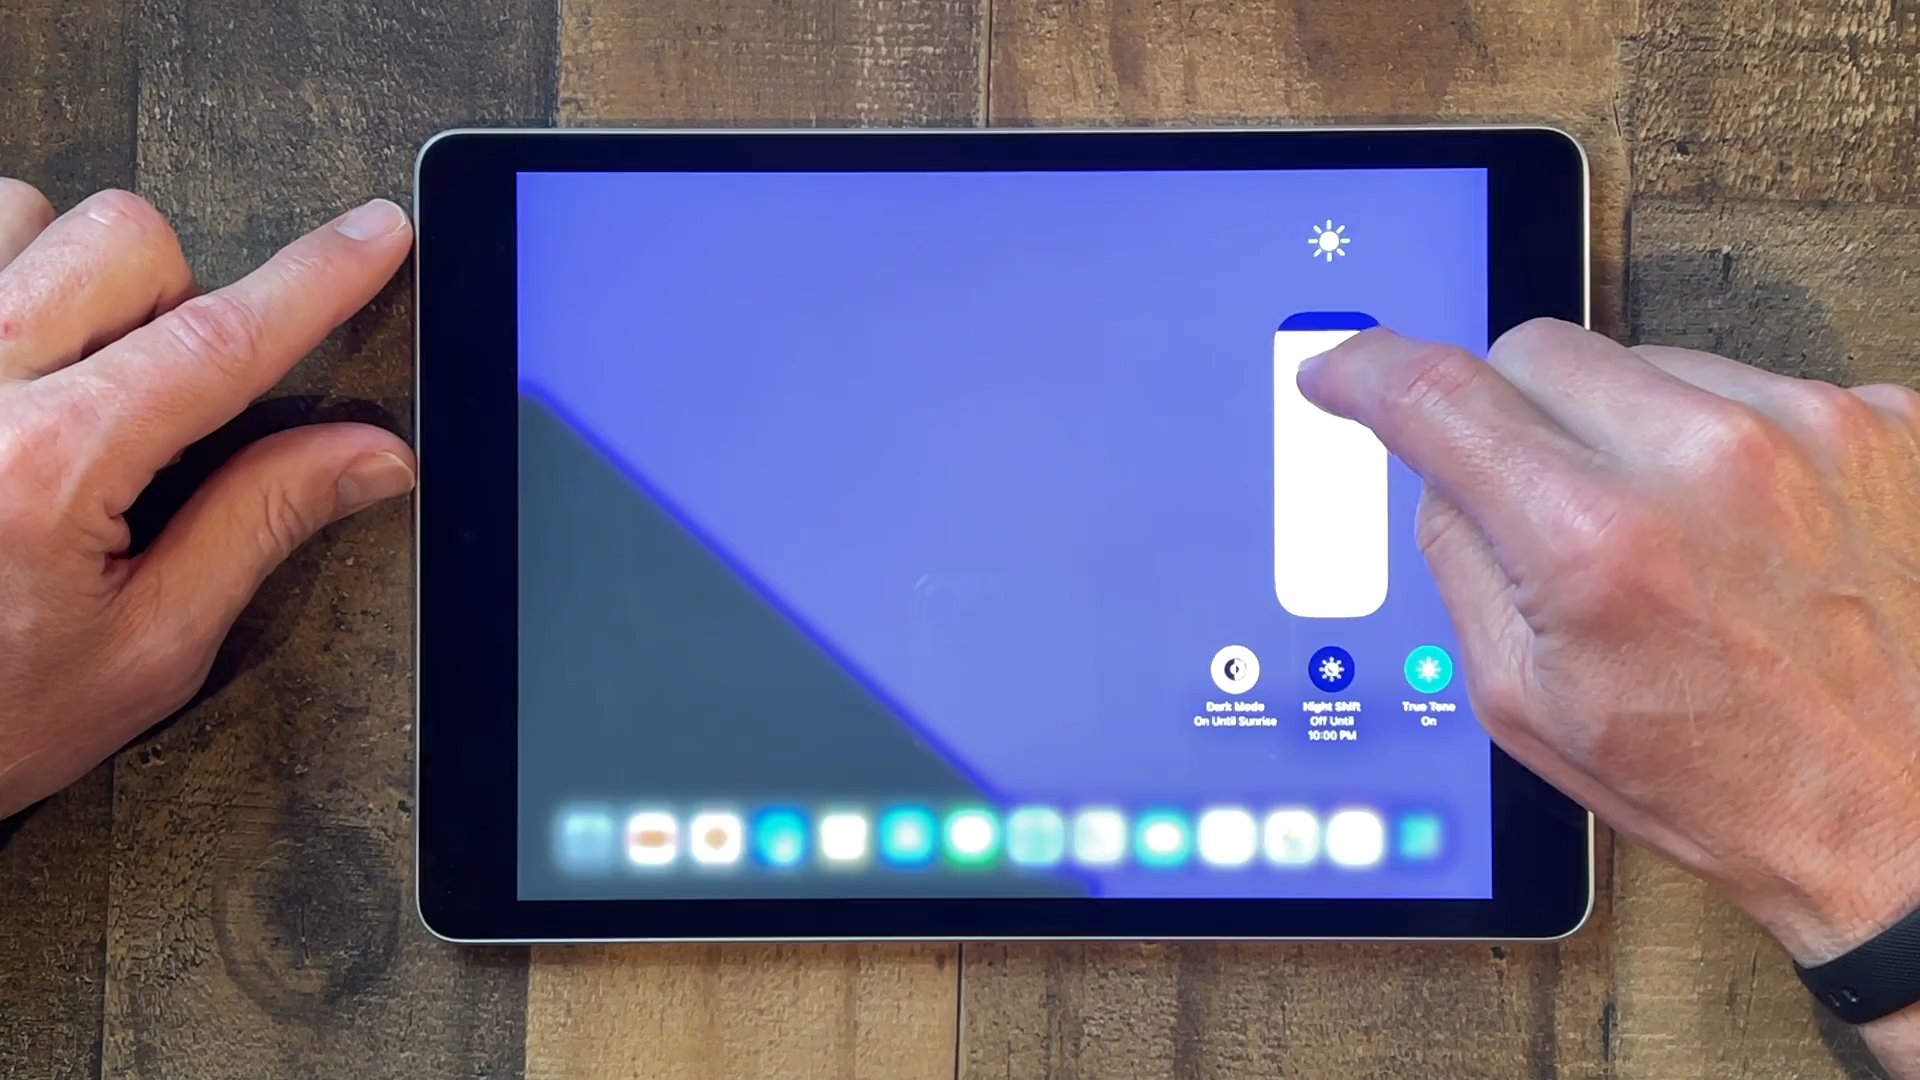 Dark Mode
On Until Sunrise
Night Shift
Off Until
10:00 PM
True Tone
On